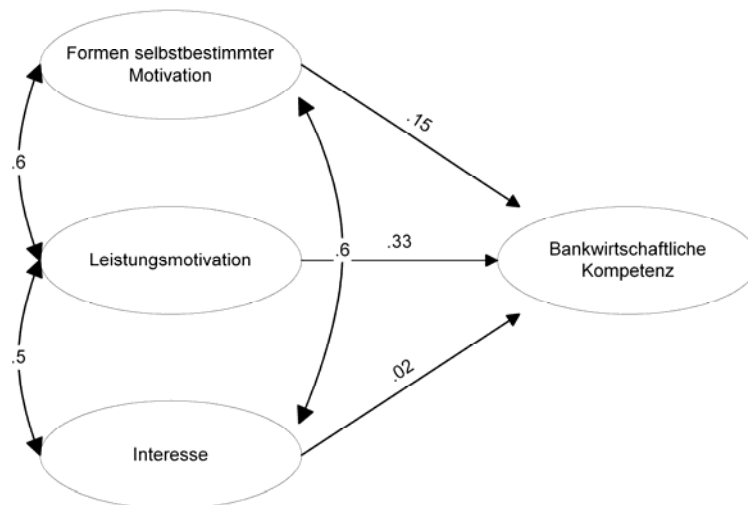 Formen selbstbestimmter
Motivation
.15
.6
Leistungsmotivation
.6
.33
Bankwirtschaftliche
Kompetenz
.5
.02
Interesse